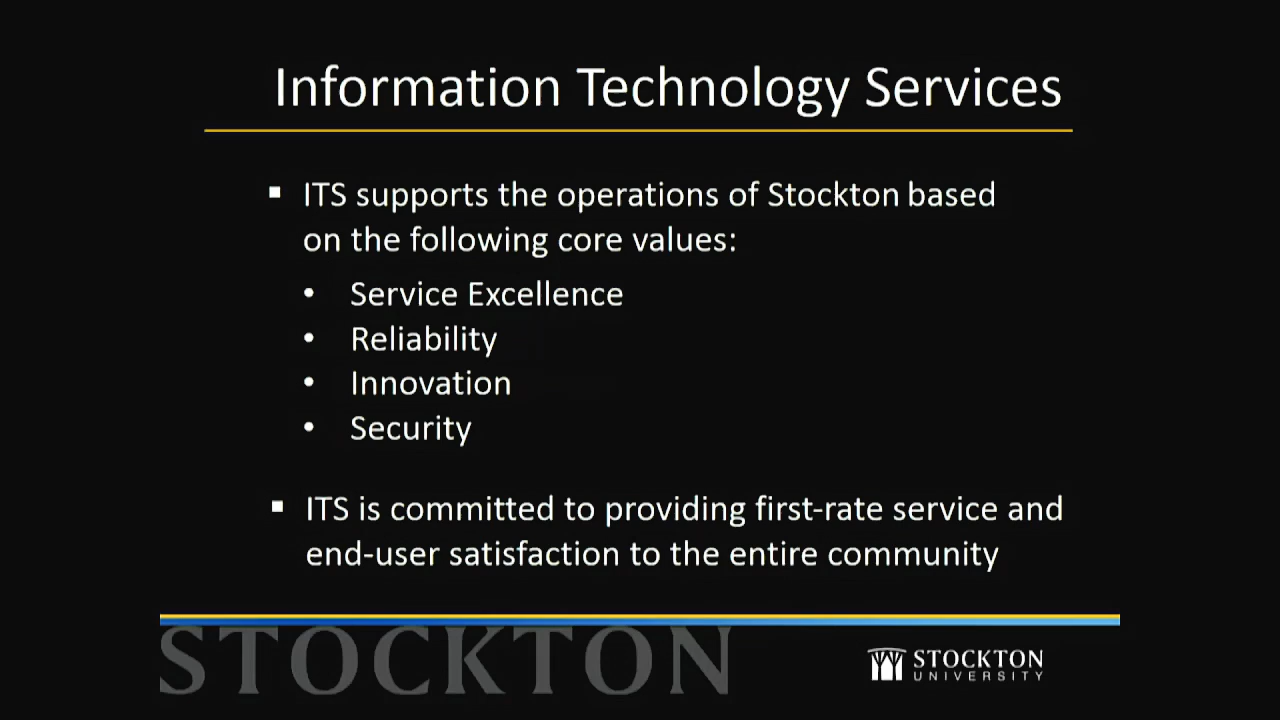 Information Technology Services
▪ ITS supports the operations of Stockton based
on the following core values:
• Service Excellence
• Reliability
• Innovation
• Security
▪ ITS is committed to providing first-rate service and
end-user satisfaction to the entire community
STOCKTON
STOCKTON
UNIVERSITY